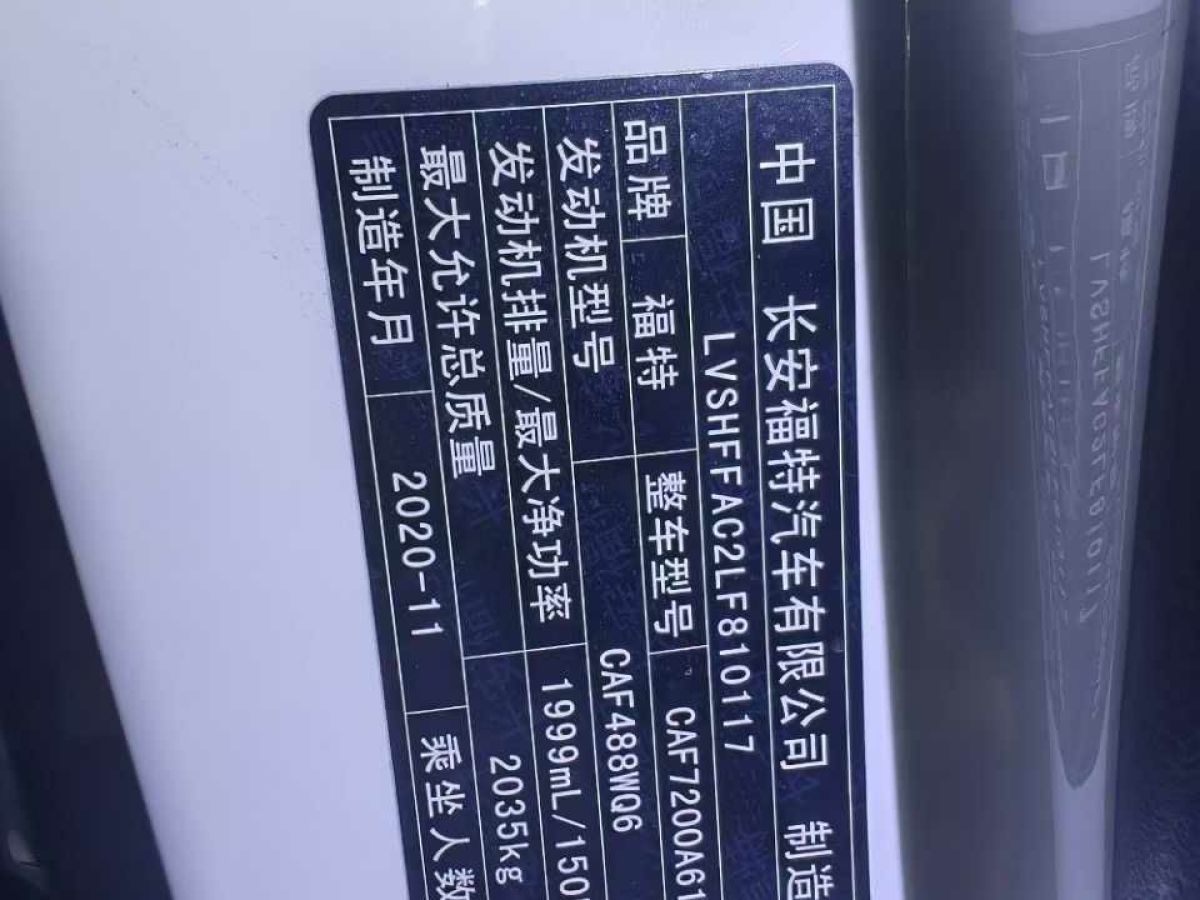 中国 长安福特汽车有限公司 制造
LVSHFFAC2LF810117
品牌 福特 整车型号 CAF7200A61
发动机型号 CAF488WQ6
发动机排量/最大净功率 1999mL/150
最大允许总质量 2035kg
制造年月 2020-11 乘坐人数